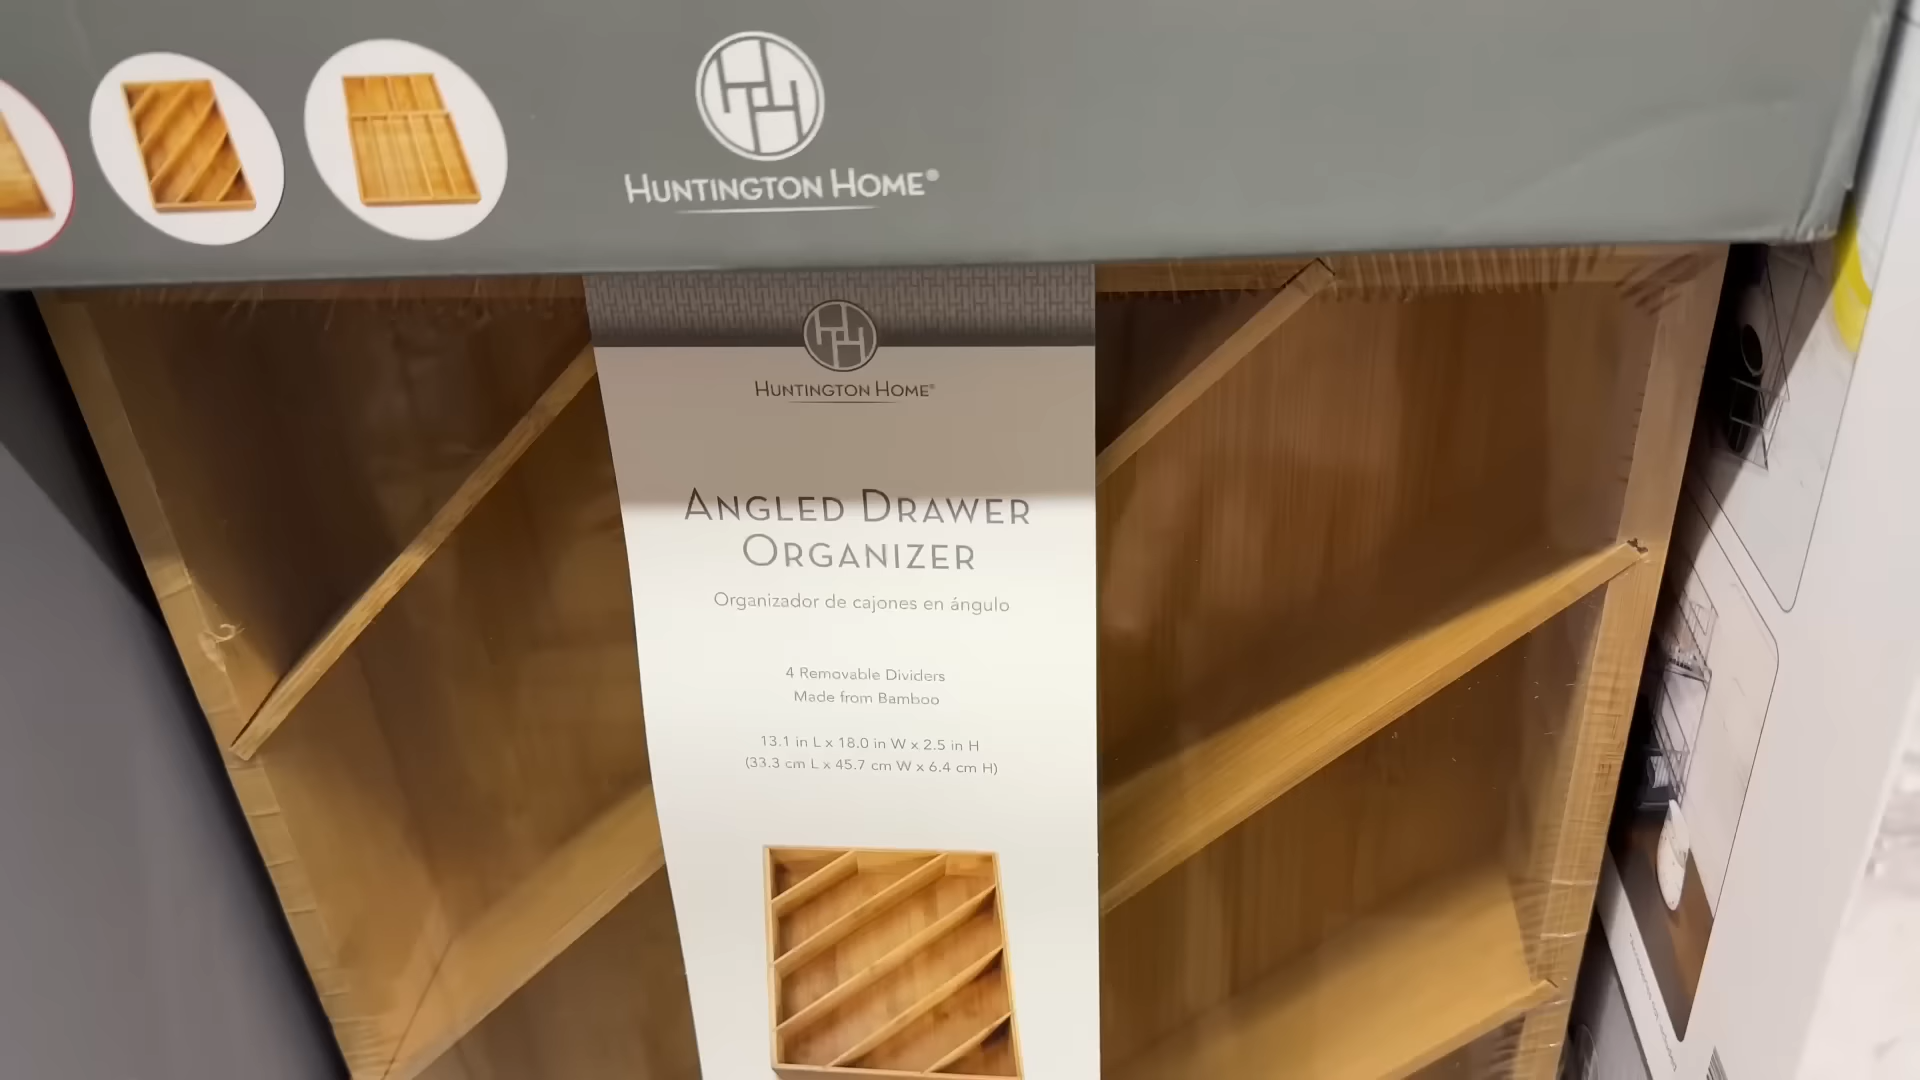 HUNTINGTON HOME®
HUNTINGTON HOME®
ANGLED DRAWER
ORGANIZER
Organizador de cajones en ángulo
4 Removable Dividers
Made from Bamboo
13.1 in L x 18.0 in W x 2.5 in H
(33.3 cm L x 45.7 cm W x 6.4 cm H)